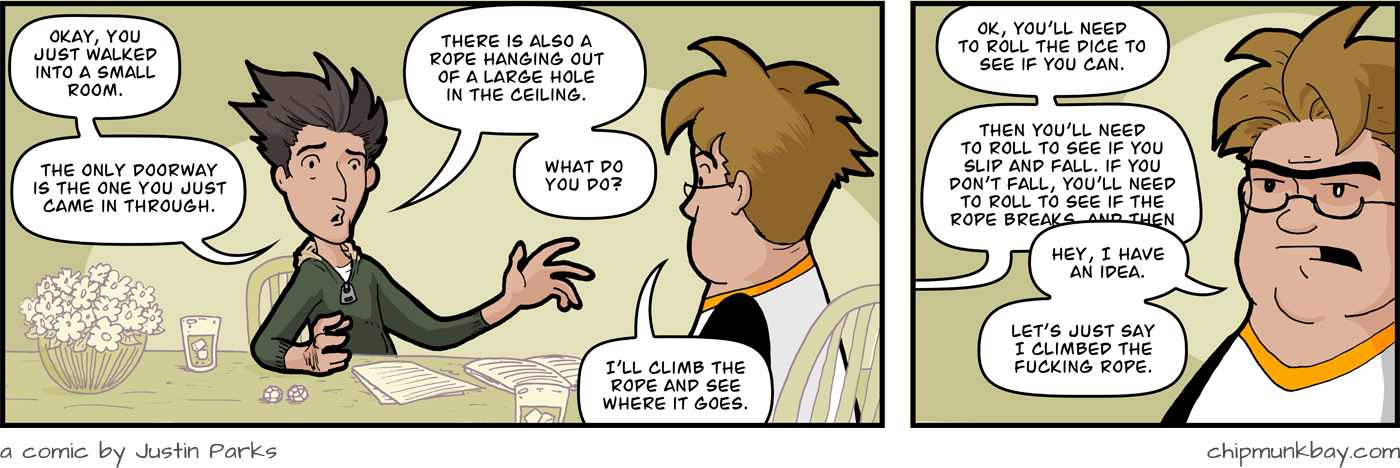 OKAY, YOU
JUST WALKED
INTO A SMALL
ROOM.
THE ONLY DOORWAY
IS THE ONE YOU JUST
CAME IN THROUGH.
THERE IS ALSO A
ROPE HANGING OUT
OF A LARGE HOLE
IN THE CEILING.
WHAT DO
YOU DO?
I'LL CLIMB THE
ROPE AND SEE
WHERE IT GOES.
OK, YOU'LL NEED
TO ROLL THE DICE TO
SEE IF YOU CAN.
THEN YOU'LL NEED
TO ROLL TO SEE IF YOU
SLIP AND FALL. IF YOU
DON'T FALL, YOU'LL NEED
TO ROLL TO SEE IF THE
ROPE BREAKS, AND THEN
HEY, I HAVE
AN IDEA.
LET'S JUST SAY
I CLIMBED THE
FUCKING ROPE.
a comic by Justin Parks
chipmunkbay.com